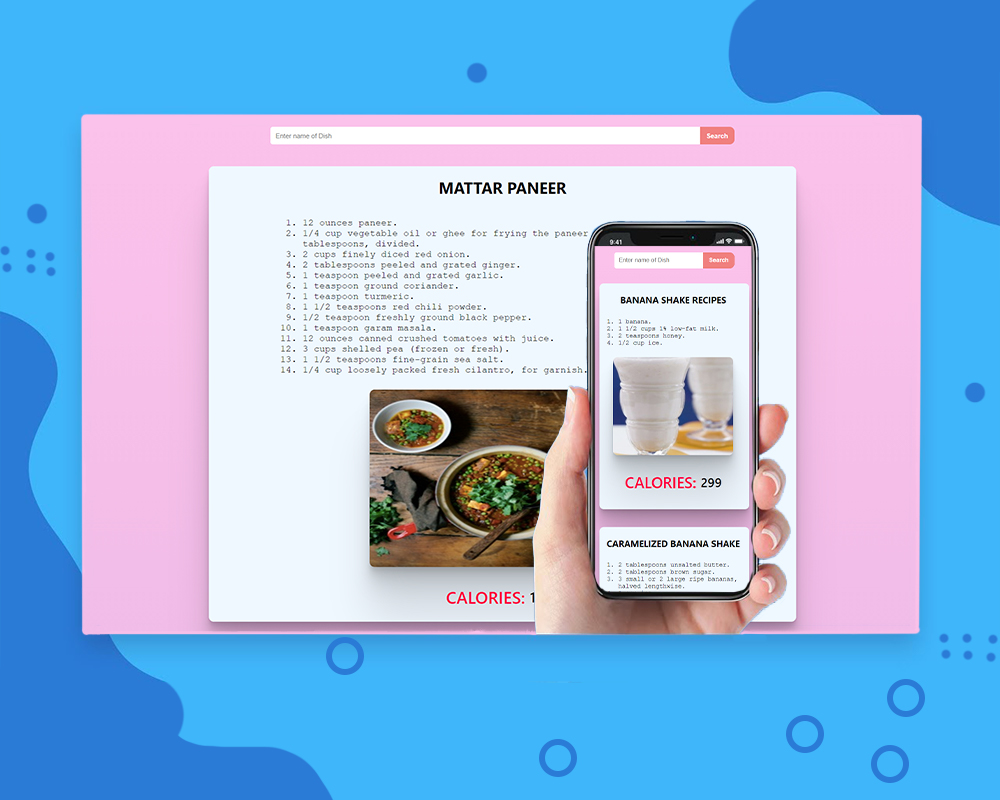 Enter name of Dish
Search
MATTAR PANEER
1. 12 ounces paneer.
2. 1/4 cup vegetable oil or ghee for frying the paneer
tablespoons, divided.
3. 2 cups finely diced red onion.
4. 2 tablespoons peeled and grated ginger.
5. 1 teaspoon peeled and grated garlic.
6. 1 teaspoon ground coriander.
7. 1 teaspoon turmeric.
8. 1 1/2 teaspoons red chili powder.
9. 1/2 teaspoon freshly ground black pepper.
10. 1 teaspoon garam masala.
11. 12 ounces canned crushed tomatoes with juice.
12. 3 cups shelled pea (frozen or fresh).
13. 1 1/2 teaspoons fine-grain sea salt.
14. 1/4 cup loosely packed fresh cilantro, for garnish.
CALORIES: 1
9:41
Enter name of Dish
Search
BANANA SHAKE RECIPES
1. 1 banana.
2. 1 1/2 cups 1% low-fat milk.
3. 2 teaspoons honey.
4. 1/2 cup ice.
CALORIES: 299
CARAMELIZED BANANA SHAKE
1. 2 tablespoons unsalted butter.
2. 2 tablespoons brown sugar.
3. 3 small or 2 large ripe bananas,
halved lengthwise.